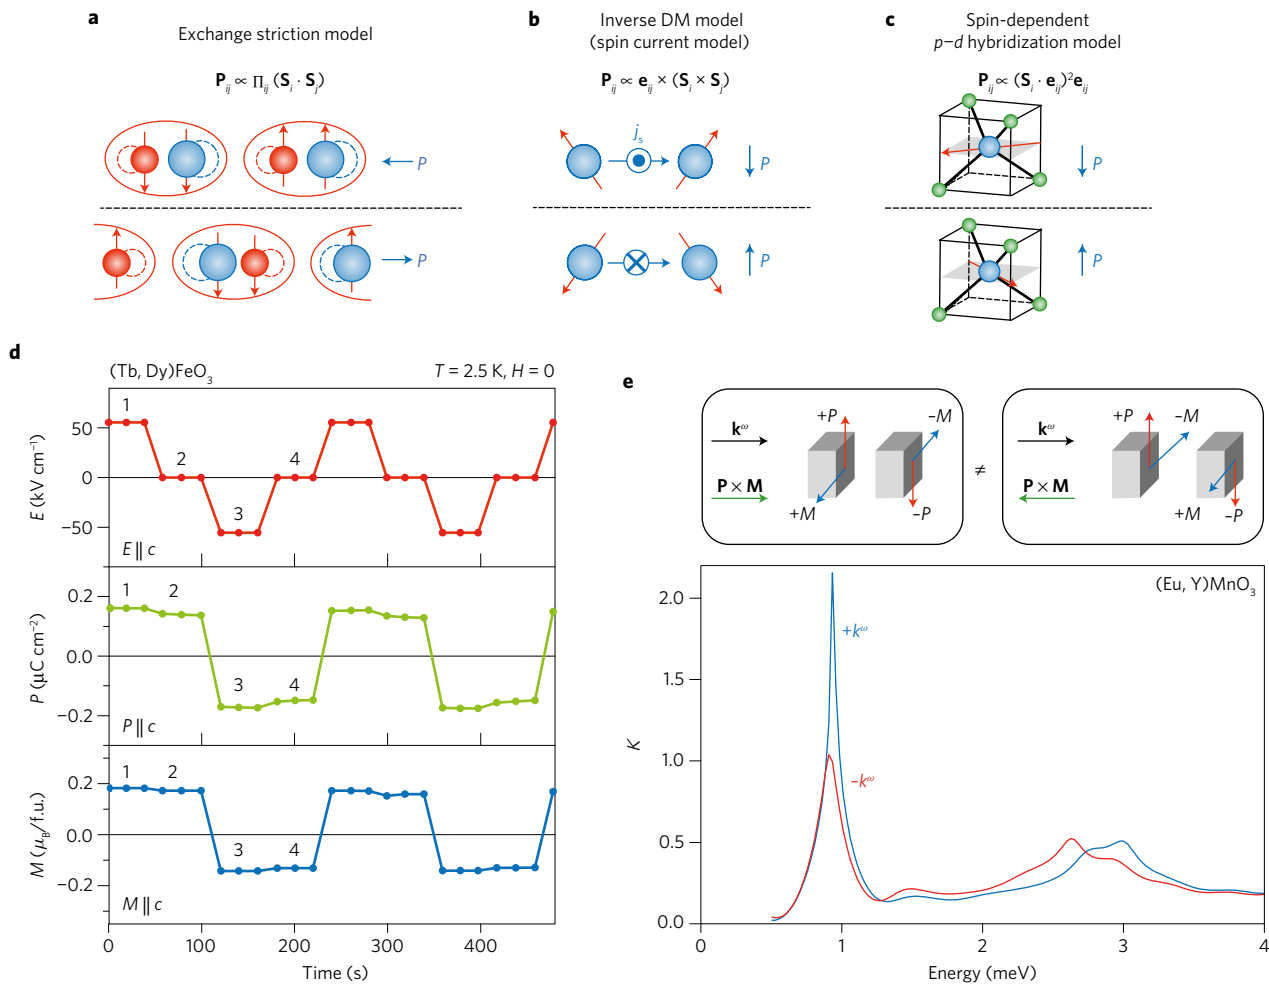 a
Exchange striction model
P_ij ∝ Π_ij (S_i · S_j)
P
P
b
Inverse DM model
(spin current model)
P_ij ∝ e_ij × (S_i × S_j)
j_s
P
P
c
Spin-dependent
p–d hybridization model
P_ij ∝ (S_i · e_ij)²e_ij
P
P
d
(Tb, Dy)FeO₃
T = 2.5 K, H = 0
E (kV cm⁻¹)
50
0
−50
1
2
3
4
E || c
P (μC cm⁻²)
0.2
0.0
−0.2
1
2
3
4
P || c
M (μ_B/f.u.)
0.2
0.0
−0.2
1
2
3
4
M || c
0 100 200 300 400
Time (s)
e
k^ω
P × M
+P
+M
−M
−P
≠
k^ω
P × M
+P
−M
+M
−P
(Eu, Y)MnO₃
K
2.0
1.5
1.0
0.5
0.0
+k^ω
−k^ω
0 1 2 3 4
Energy (meV)